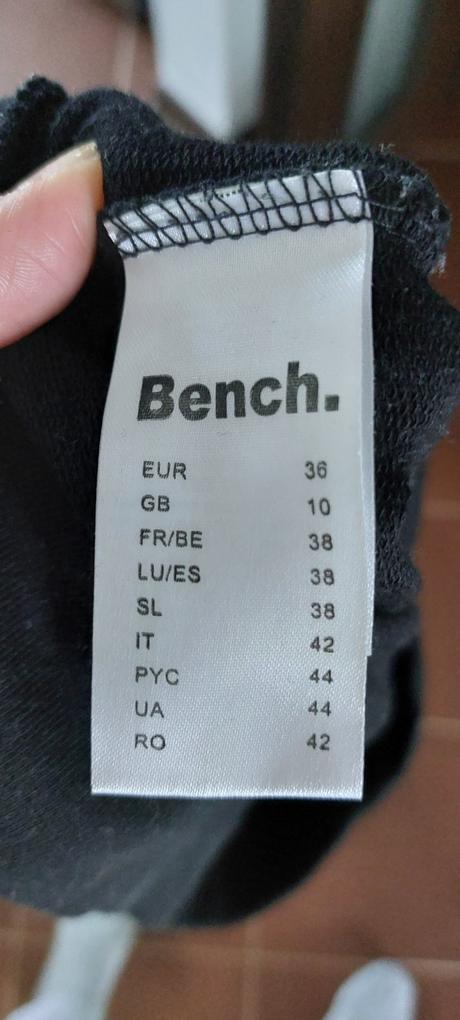 Bench.
EUR 36
GB 10
FR/BE 38
LU/ES 38
SL 38
IT 42
PYC 44
UA 44
RO 42